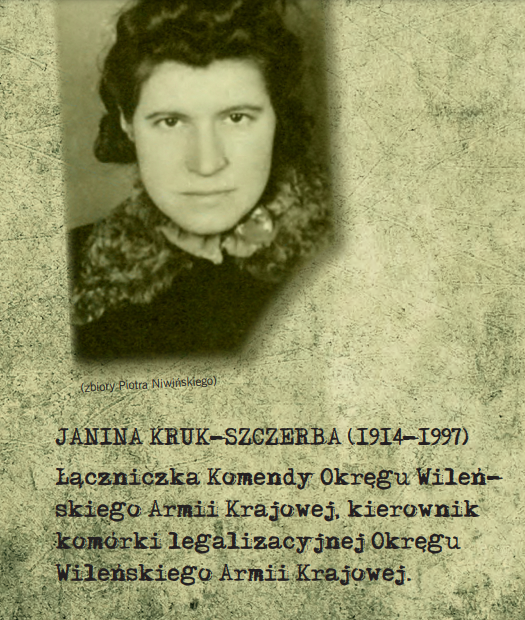 (zbiory Piotra Niwińskiego)
JANINA KRUK–SZCZERBA (1914–1997)
Łączniczka Komendy Okręgu Wileń-
skiego Armii Krajowej, kierownik
komórki legalizacyjnej Okręgu
Wileńskiego Armii Krajowej.